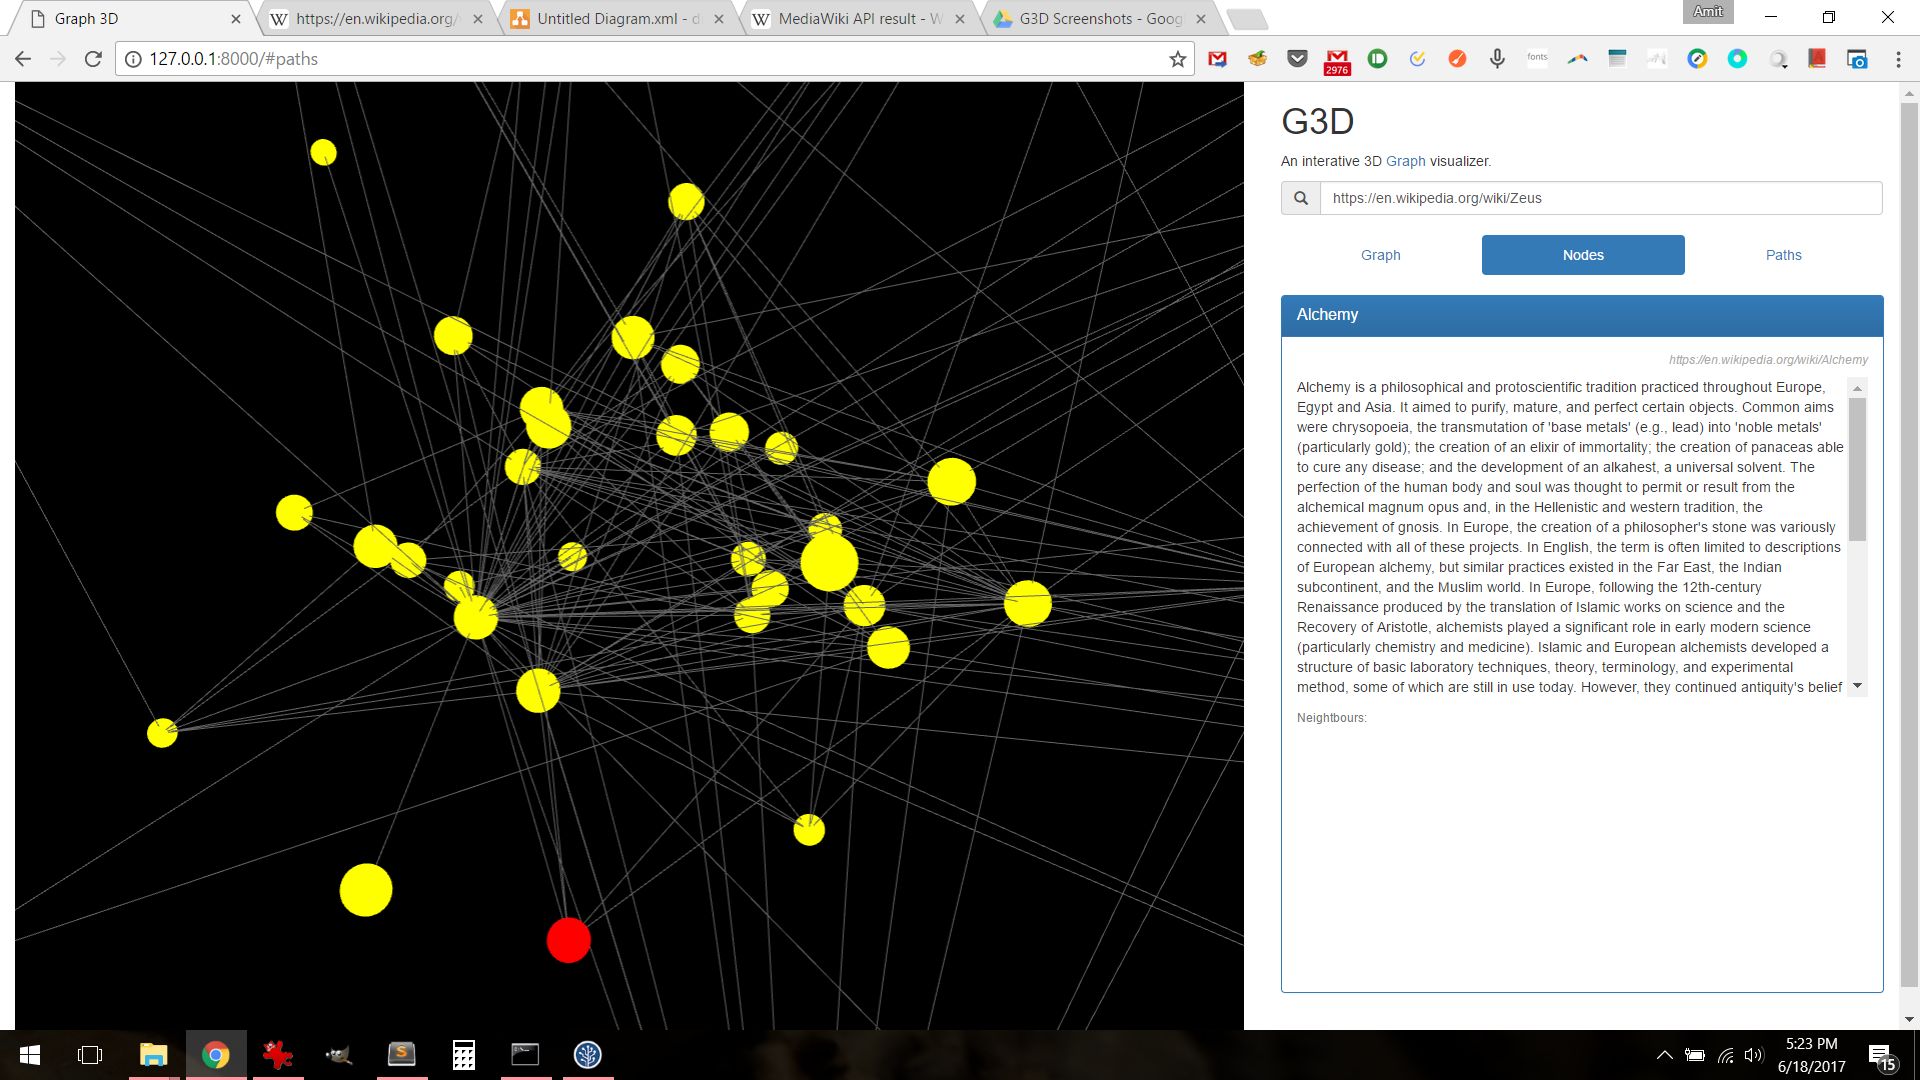 Amit
Graph 3D
https://en.wikipedia.org/
Untitled Diagram.xml - d
MediaWiki API result - W
G3D Screenshots - Goog
127.0.0.1:8000/#paths
2976
fonts
G3D
An interative 3D Graph visualizer.
https://en.wikipedia.org/wiki/Zeus
Graph
Nodes
Paths
Alchemy
https://en.wikipedia.org/wiki/Alchemy
Alchemy is a philosophical and protoscientific tradition practiced throughout Europe,
Egypt and Asia. It aimed to purify, mature, and perfect certain objects. Common aims
were chrysopoeia, the transmutation of 'base metals' (e.g., lead) into 'noble metals'
(particularly gold); the creation of an elixir of immortality; the creation of panaceas able
to cure any disease; and the development of an alkahest, a universal solvent. The
perfection of the human body and soul was thought to permit or result from the
alchemical magnum opus and, in the Hellenistic and western tradition, the
achievement of gnosis. In Europe, the creation of a philosopher's stone was variously
connected with all of these projects. In English, the term is often limited to descriptions
of European alchemy, but similar practices existed in the Far East, the Indian
subcontinent, and the Muslim world. In Europe, following the 12th-century
Renaissance produced by the translation of Islamic works on science and the
Recovery of Aristotle, alchemists played a significant role in early modern science
(particularly chemistry and medicine). Islamic and European alchemists developed a
structure of basic laboratory techniques, theory, terminology, and experimental
method, some of which are still in use today. However, they continued antiquity's belief
Neightbours:
5:23 PM
6/18/2017
15